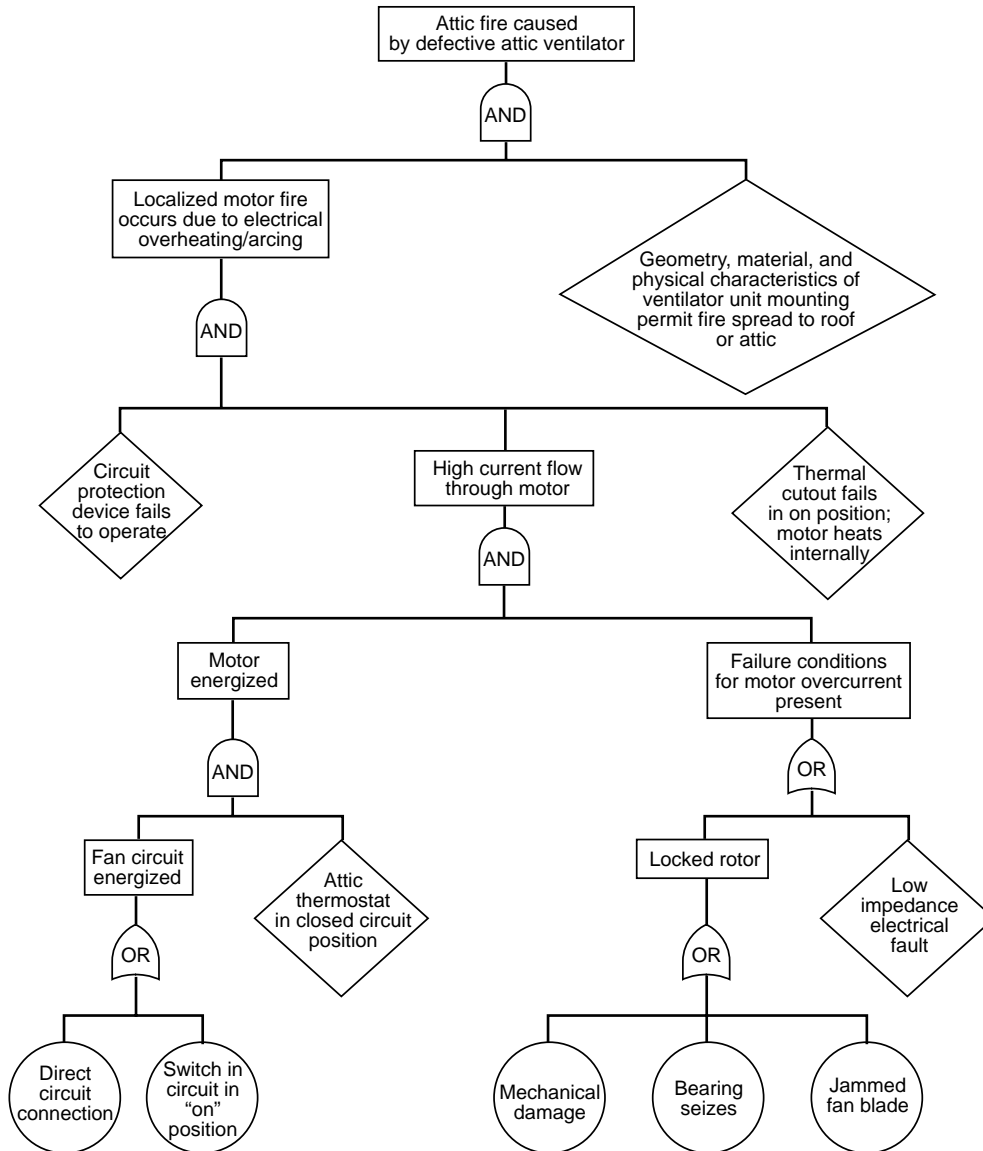 Attic fire caused
by defective attic ventilator
AND
Localized motor fire
occurs due to electrical
overheating/arcing
Geometry, material, and
physical characteristics of
ventilator unit mounting
permit fire spread to roof
or attic
AND
Circuit
protection
device fails
to operate
High current flow
through motor
Thermal
cutout fails
in on position;
motor heats
internally
AND
Motor
energized
Failure conditions
for motor overcurrent
present
AND
OR
Fan circuit
energized
Attic
thermostat
in closed circuit
position
Locked rotor
Low
impedance
electrical
fault
OR
OR
Direct
circuit
connection
Switch in
circuit in
“on”
position
Mechanical
damage
Bearing
seizes
Jammed
fan blade